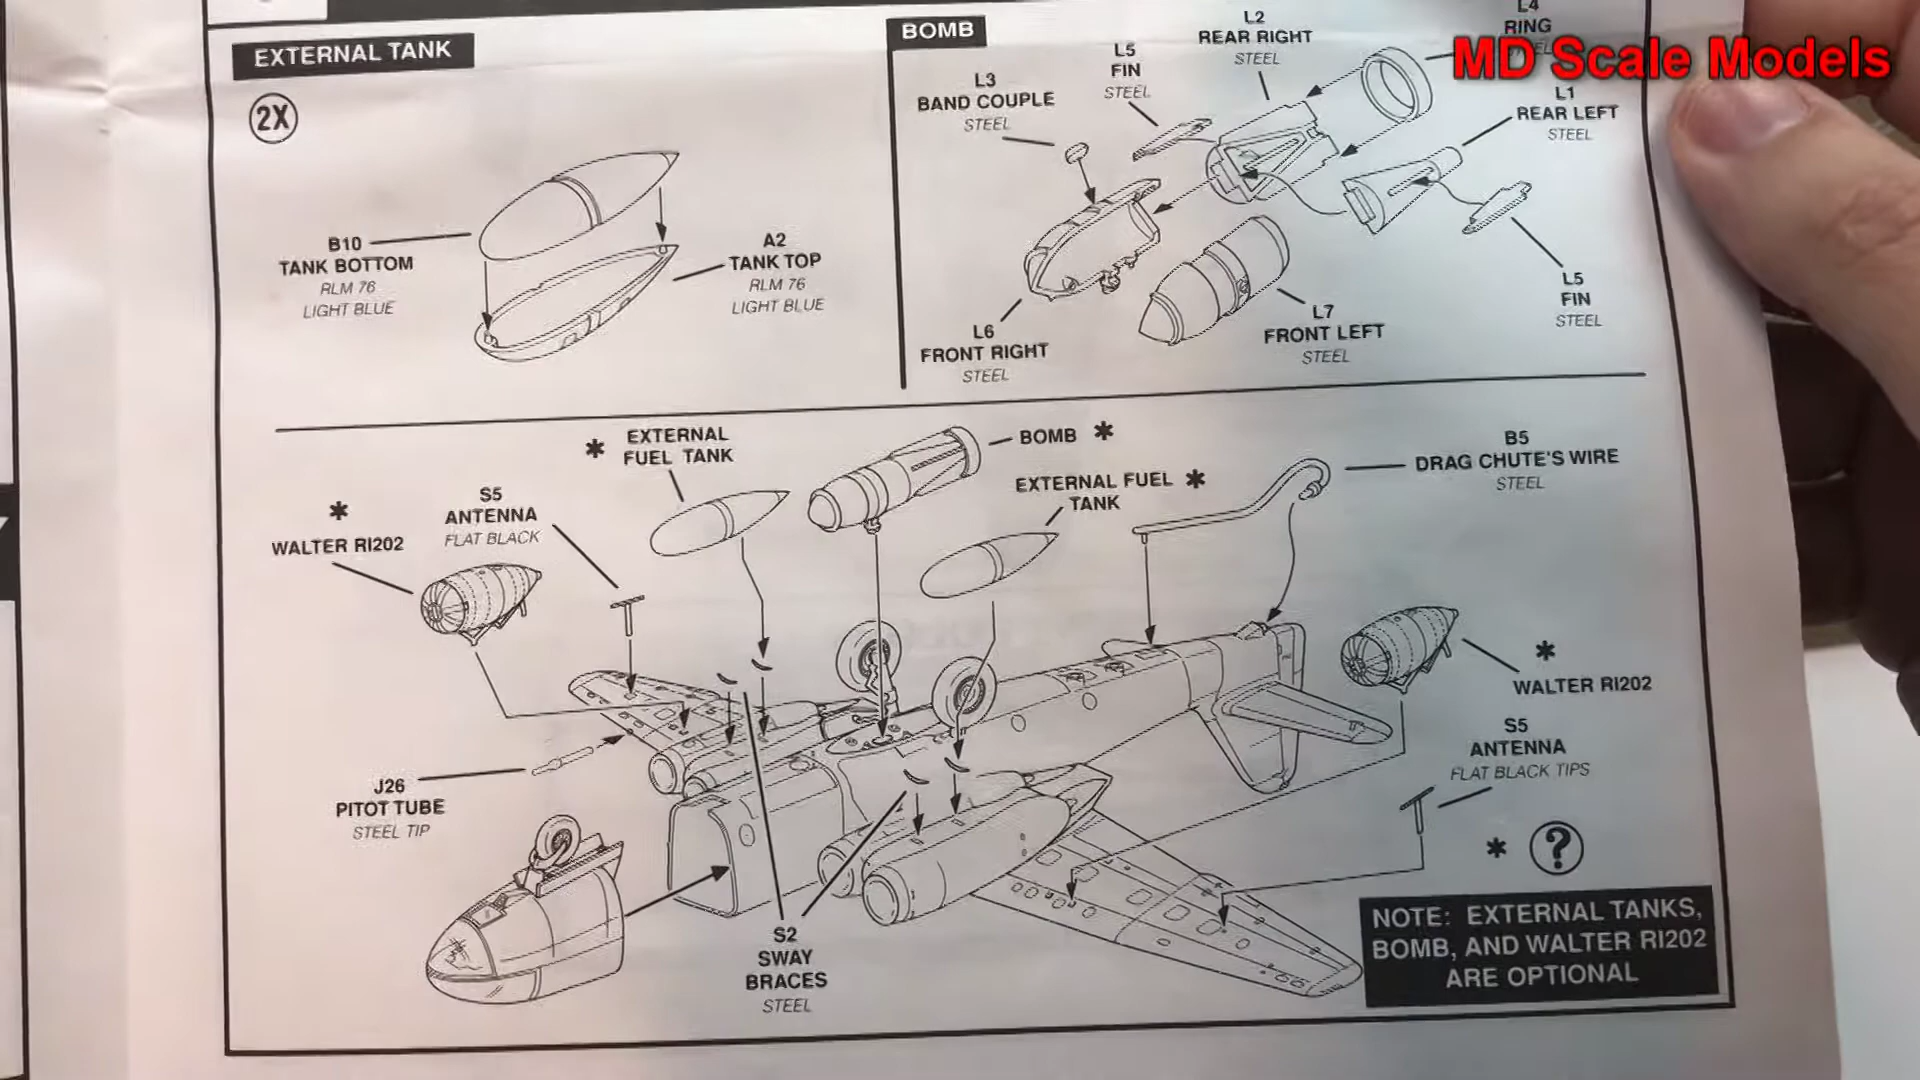 EXTERNAL TANK
2X
B10
TANK BOTTOM
RLM 76
LIGHT BLUE
A2
TANK TOP
RLM 76
LIGHT BLUE
BOMB
L3
BAND COUPLE
STEEL
L5
FIN
STEEL
L2
REAR RIGHT
STEEL
L4
RING
MD Scale Models
L1
REAR LEFT
STEEL
L5
FIN
STEEL
L6
FRONT RIGHT
STEEL
L7
FRONT LEFT
STEEL
* EXTERNAL
FUEL TANK
BOMB *
EXTERNAL FUEL *
TANK
B5
DRAG CHUTE'S WIRE
STEEL
*
WALTER RI202
S5
ANTENNA
FLAT BLACK
*
WALTER RI202
S5
ANTENNA
FLAT BLACK TIPS
J26
PITOT TUBE
STEEL TIP
S2
SWAY
BRACES
STEEL
* ?
NOTE: EXTERNAL TANKS,
BOMB, AND WALTER RI202
ARE OPTIONAL